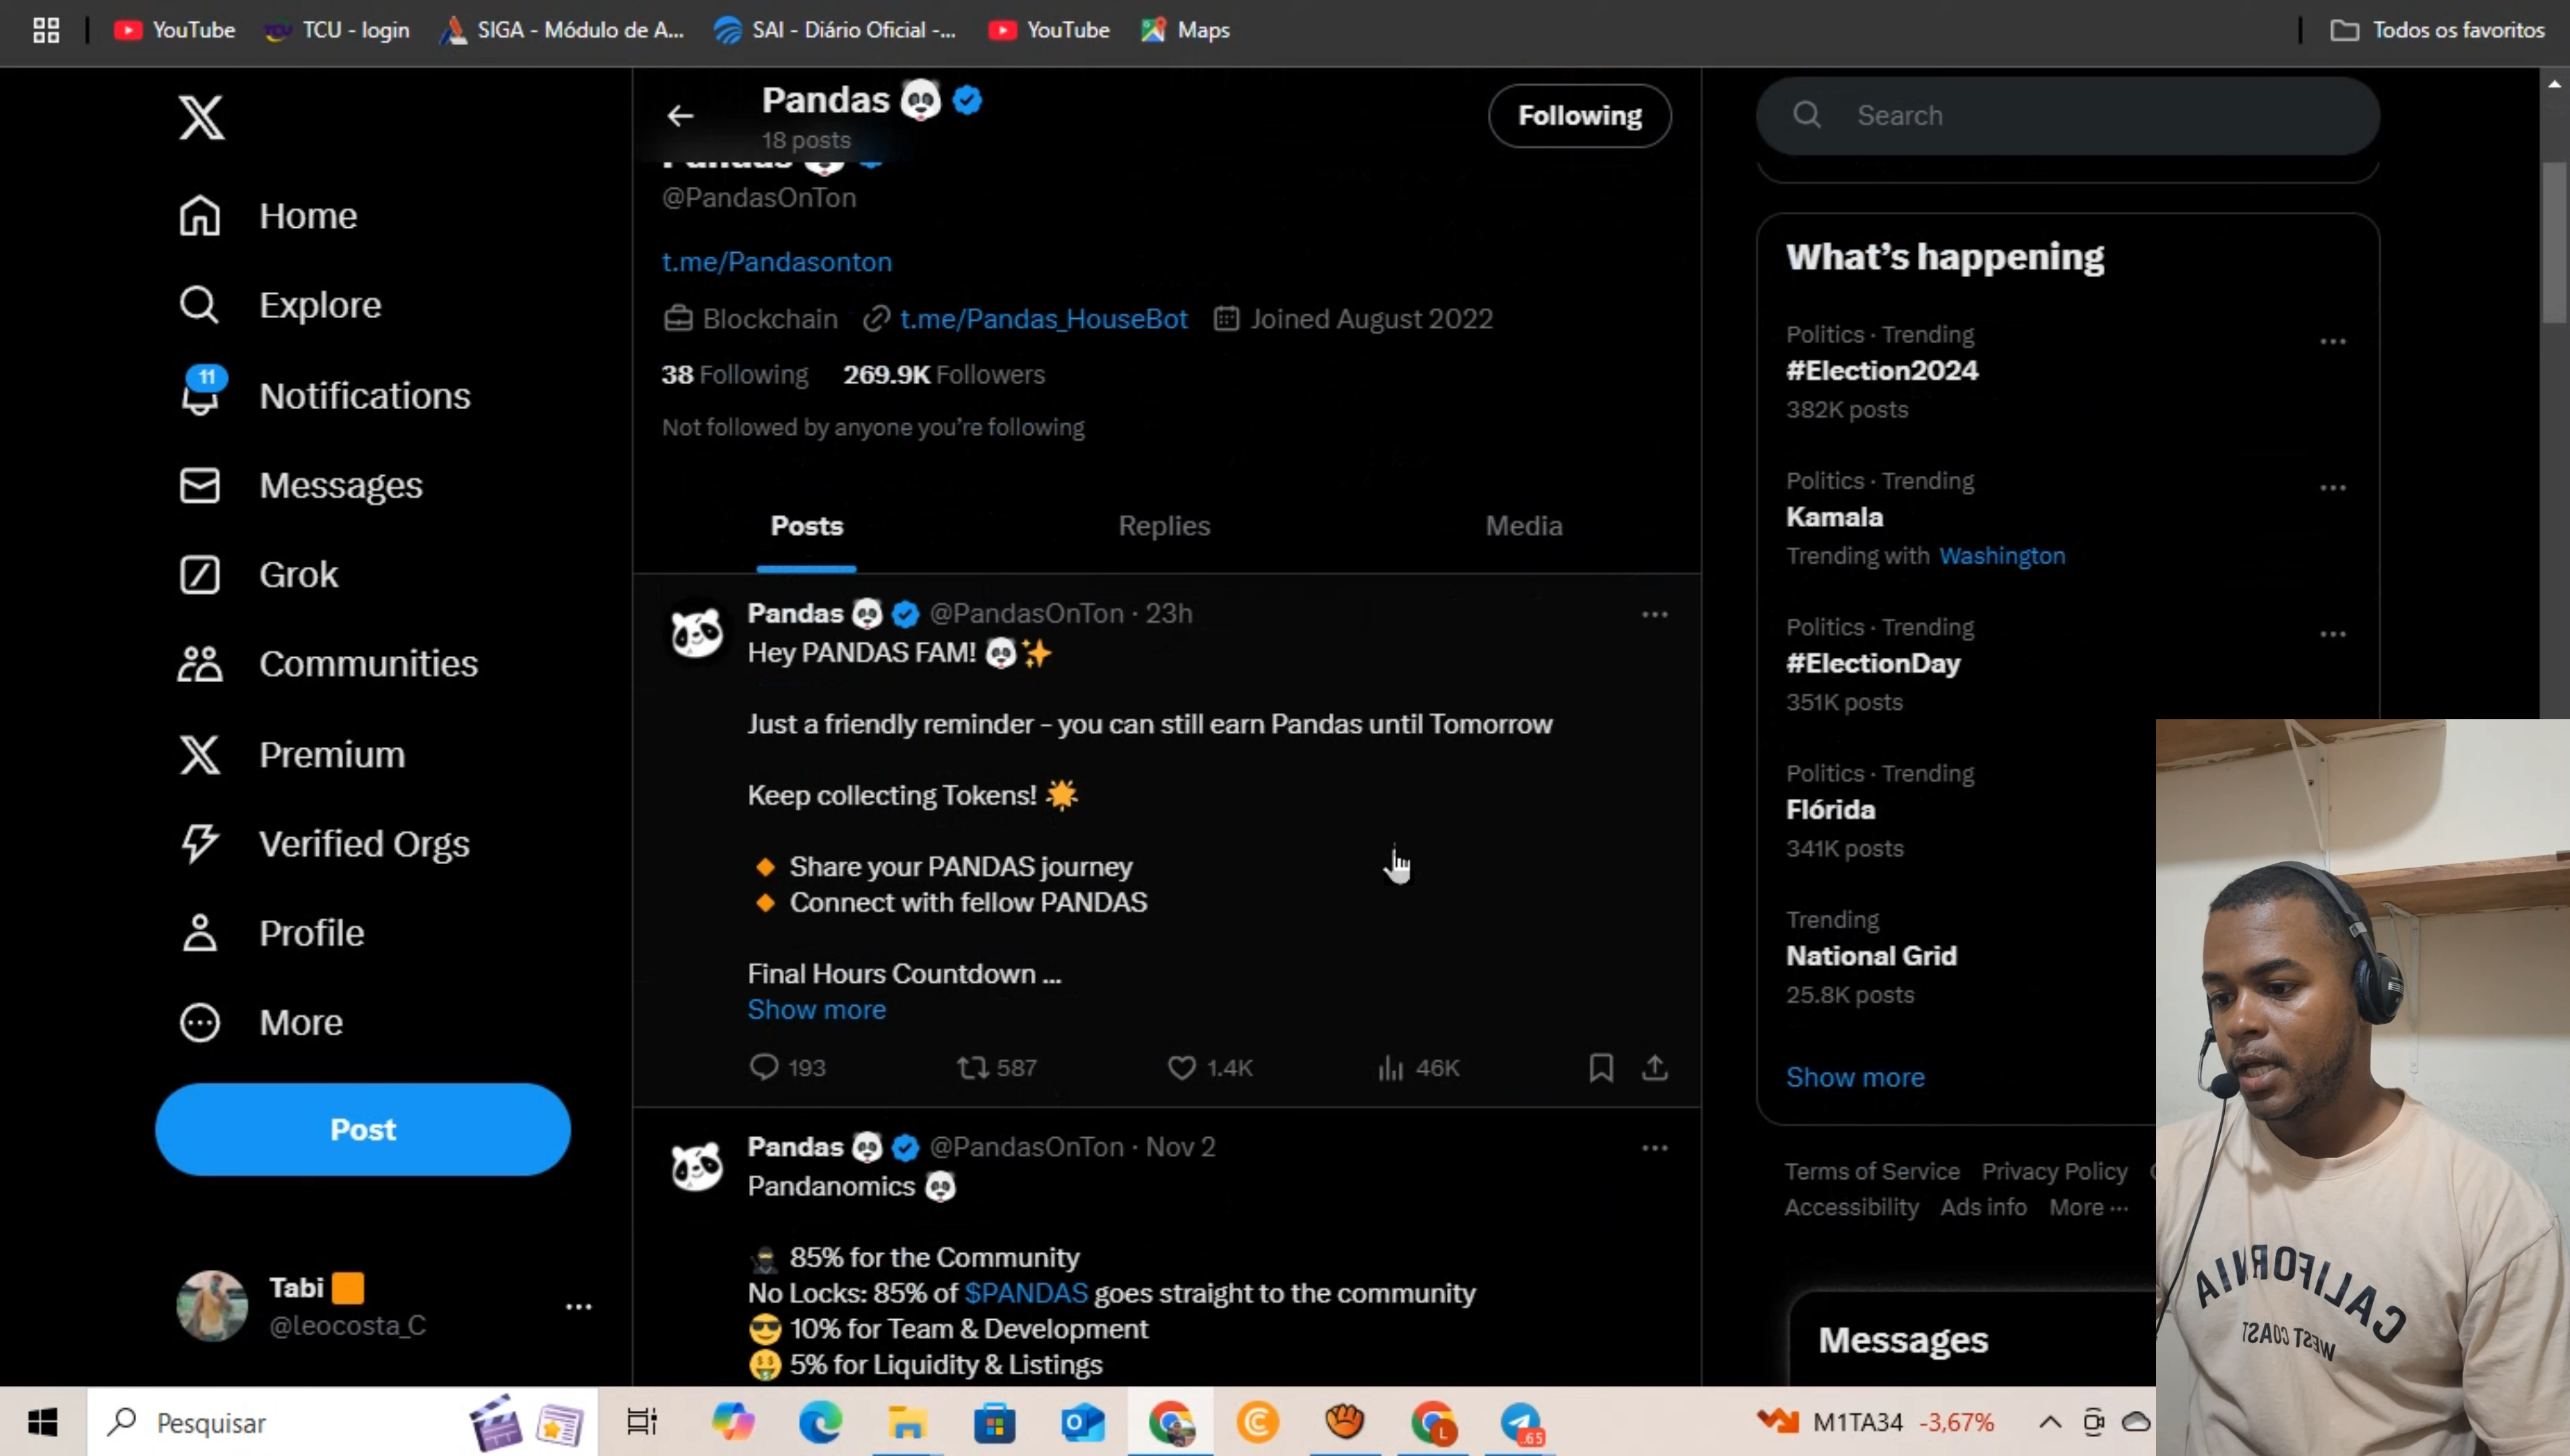 YouTube
TCU - login
SIGA - Módulo de A...
SAI - Diário Oficial -...
YouTube
Maps
Todos os favoritos
Pandas
18 posts
Following
Search
Pandas
@PandasOnTon
t.me/Pandasonton
Blockchain t.me/Pandas_HouseBot Joined August 2022
38 Following 269.9K Followers
Not followed by anyone you're following
Posts Replies Media
Pandas @PandasOnTon · 23h
Hey PANDAS FAM! 🐼✨
Just a friendly reminder – you can still earn Pandas until Tomorrow
Keep collecting Tokens! 🌟
🔸 Share your PANDAS journey
🔸 Connect with fellow PANDAS
Final Hours Countdown ...
Show more
193 587 1.4K 46K
Pandas @PandasOnTon · Nov 2
Pandanomics 🐼
🥷 85% for the Community
No Locks: 85% of $PANDAS goes straight to the community
😎 10% for Team & Development
🤑 5% for Liquidity & Listings
Home
Explore
11
Notifications
Messages
Grok
Communities
Premium
Verified Orgs
Profile
More
Post
Tabi
@leocosta_C
What's happening
Politics · Trending
#Election2024
382K posts
Politics · Trending
Kamala
Trending with Washington
Politics · Trending
#ElectionDay
351K posts
Politics · Trending
Flórida
341K posts
Trending
National Grid
25.8K posts
Show more
Terms of Service Privacy Policy
Accessibility Ads info More ...
Messages
CALIFORNIA
WEST COAST
Pesquisar
65
M1TA34 -3,67%